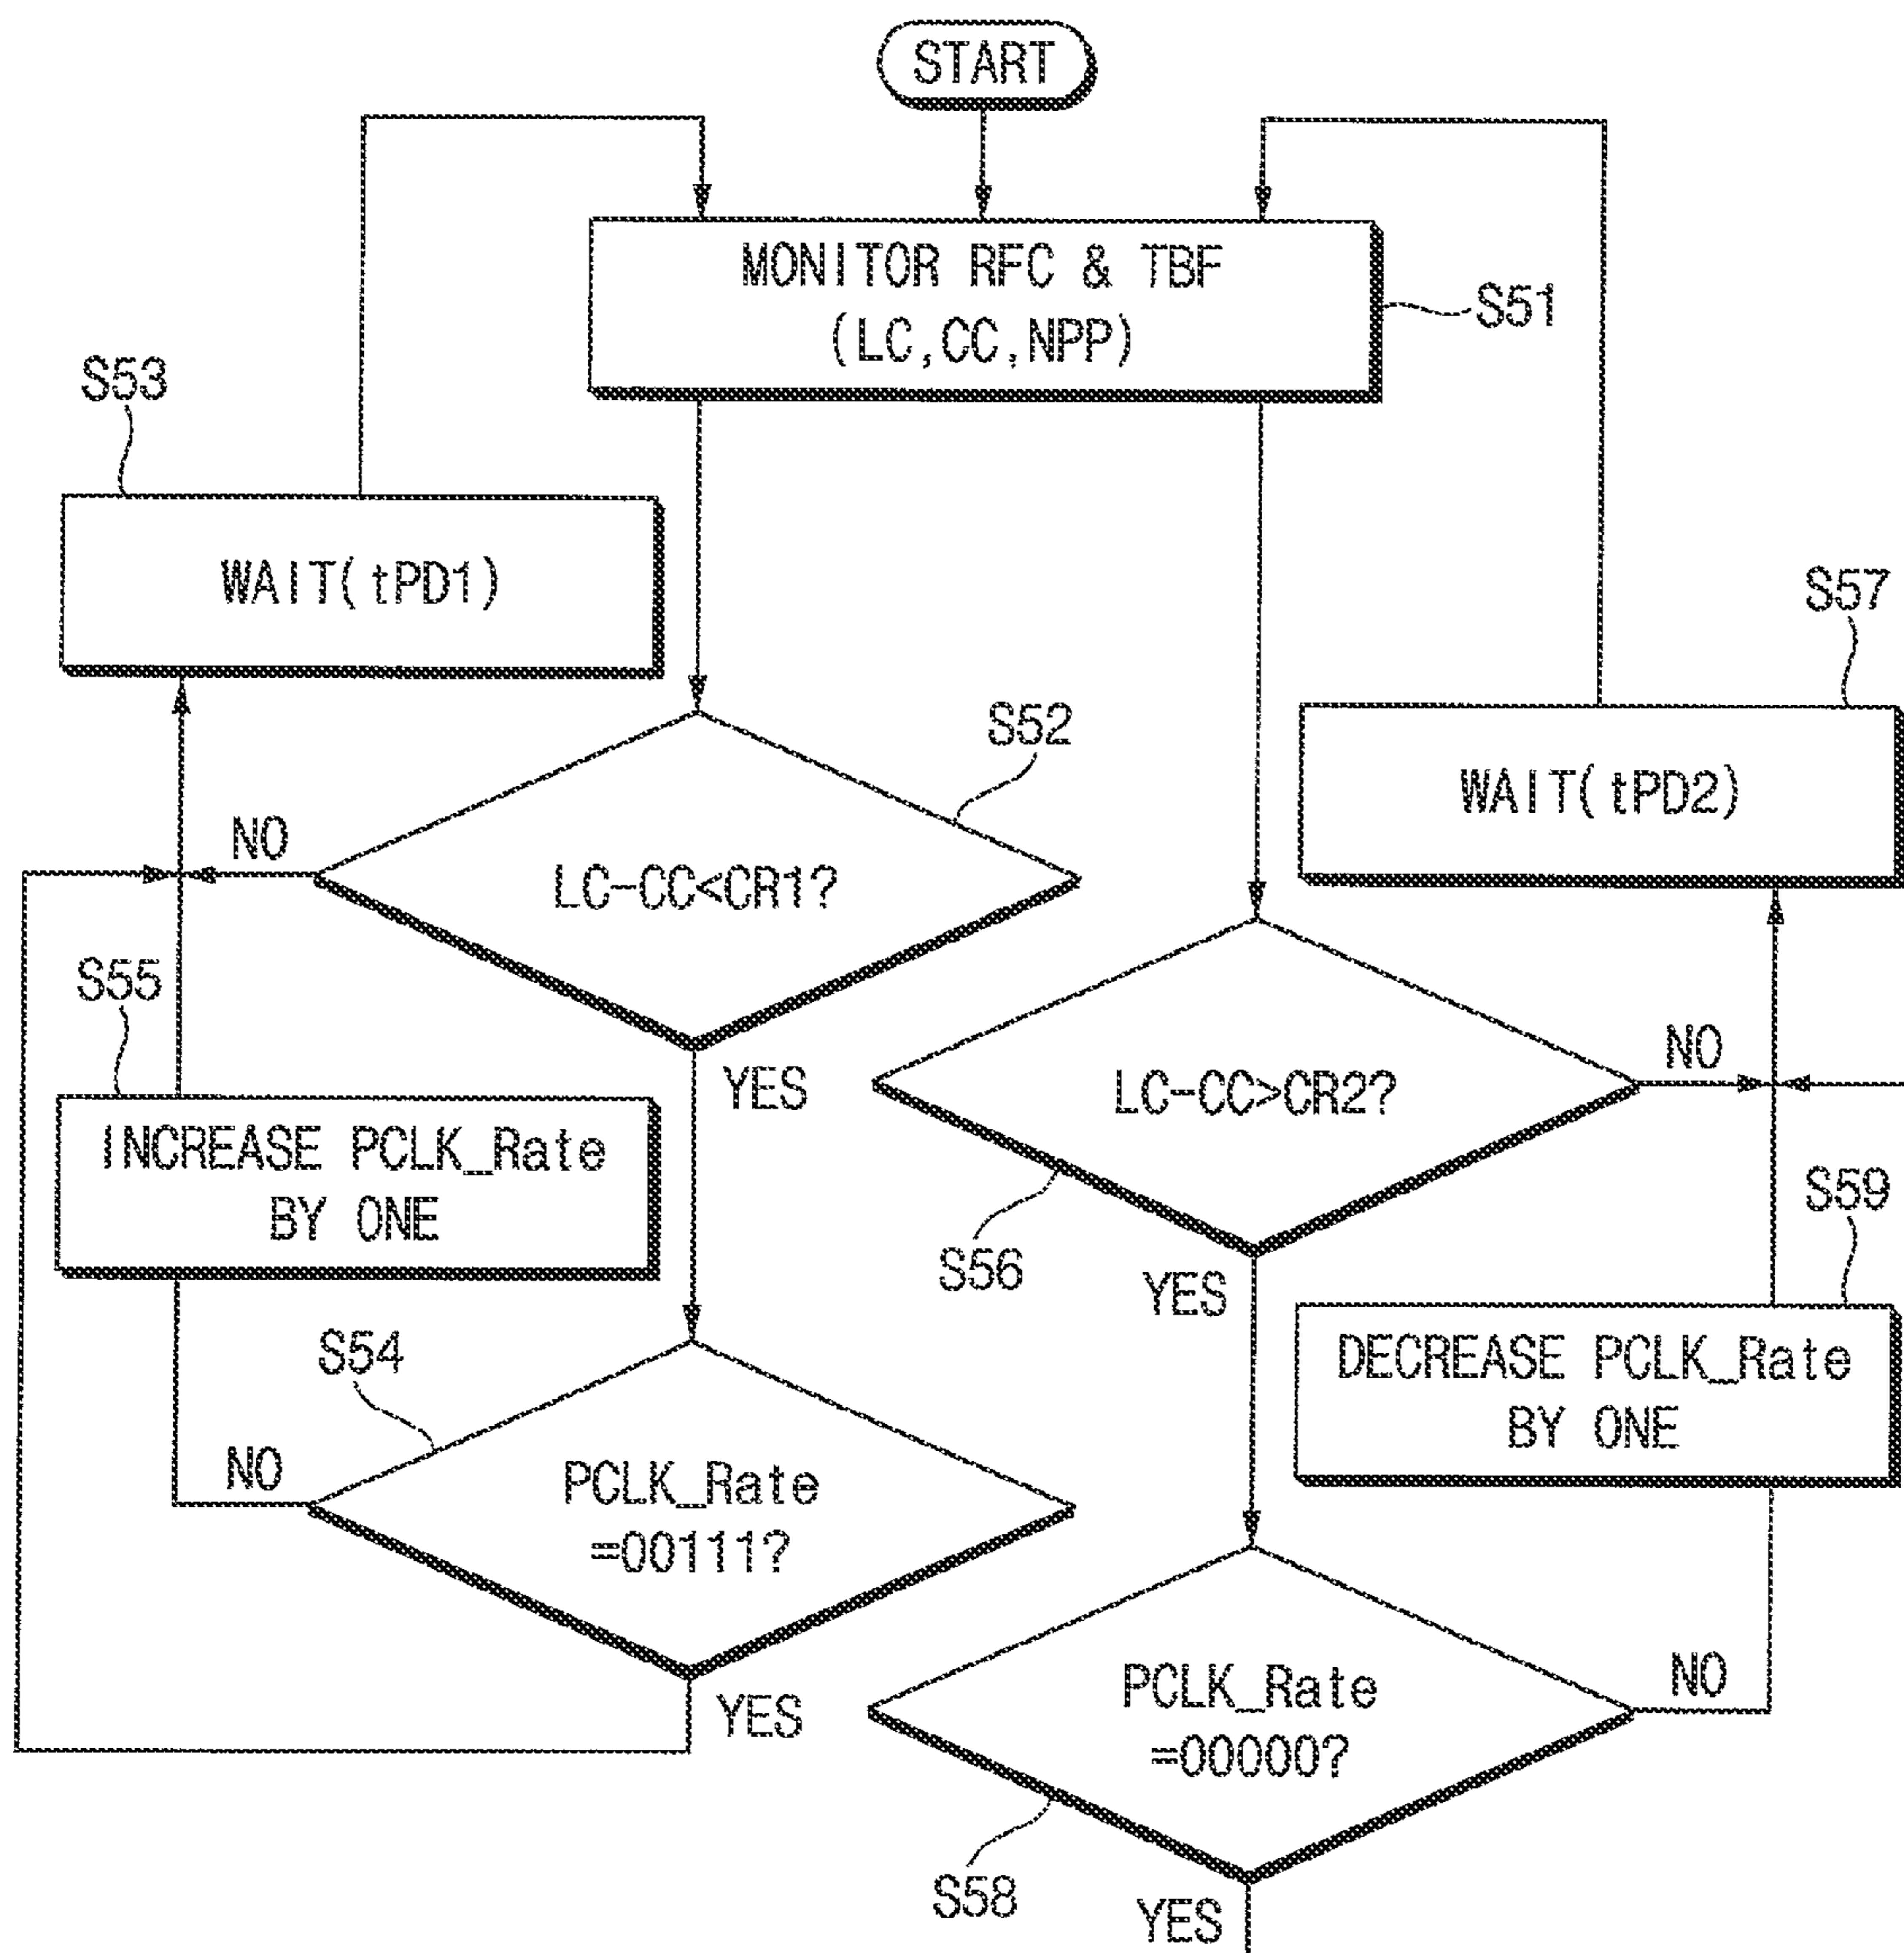 START
MONITOR RFC & TBF
(LC,CC,NPP)
S51
S53
WAIT(tPD1)
S57
WAIT(tPD2)
S52
LC-CC<CR1?
NO
YES
S55
INCREASE PCLK_Rate
BY ONE
LC-CC>CR2?
NO
S56
YES
S59
DECREASE PCLK_Rate
BY ONE
S54
PCLK_Rate
=00111?
NO
YES
PCLK_Rate
=00000?
NO
S58
YES